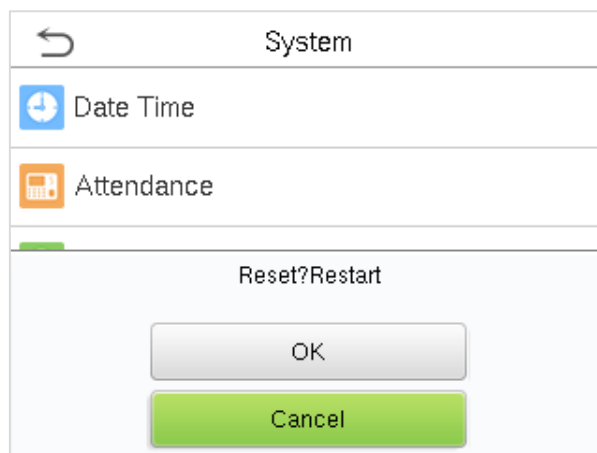 System
Date Time
Attendance
Reset?Restart
OK
Cancel